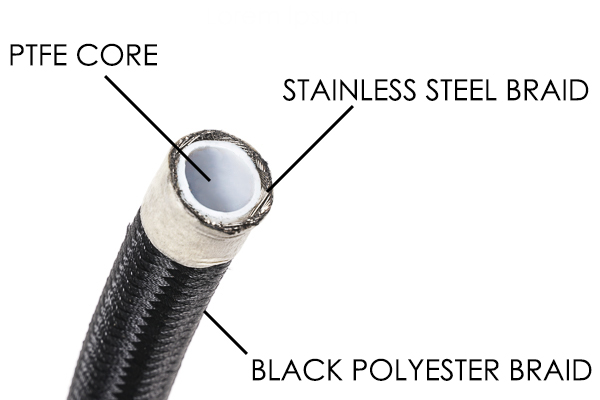 PTFE CORE
STAINLESS STEEL BRAID
BLACK POLYESTER BRAID